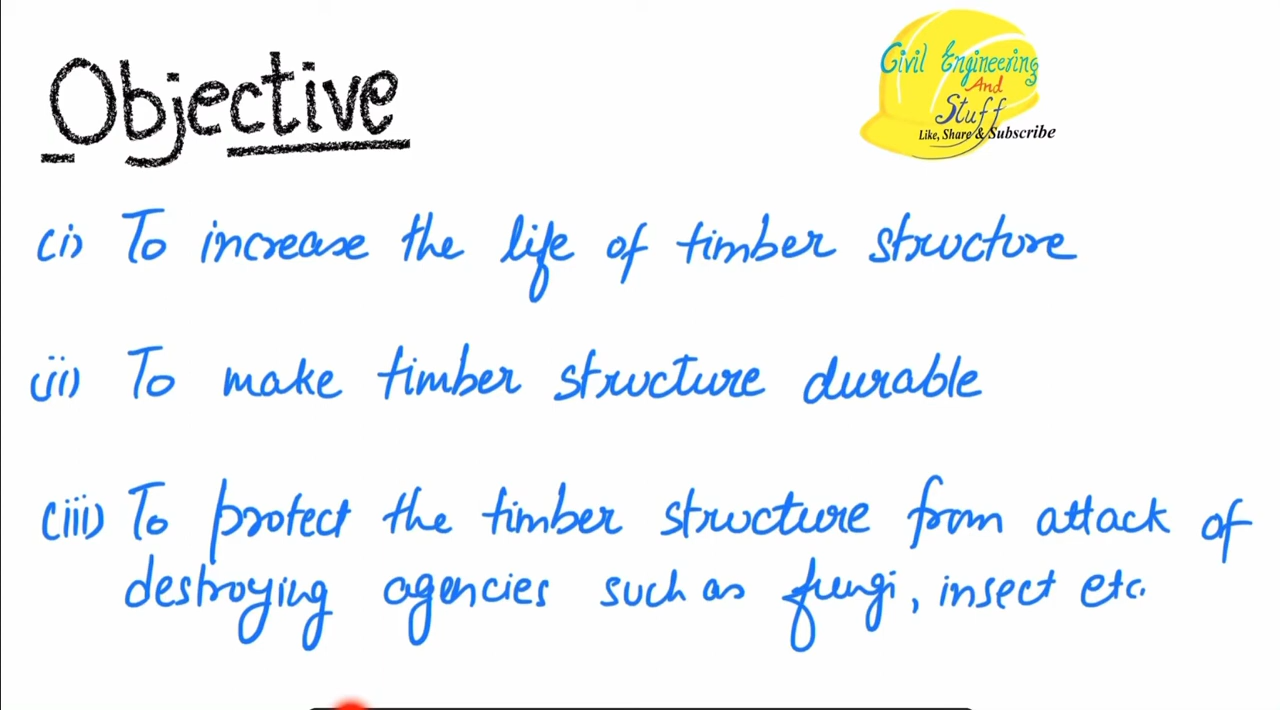 Objective
Civil Engineering
And
Stuff
Like, Share & Subscribe
(i) To increase the life of timber structure
(ii) To make timber structure durable
(iii) To protect the timber structure from attack of
destroying agencies such as fungi, insect etc.